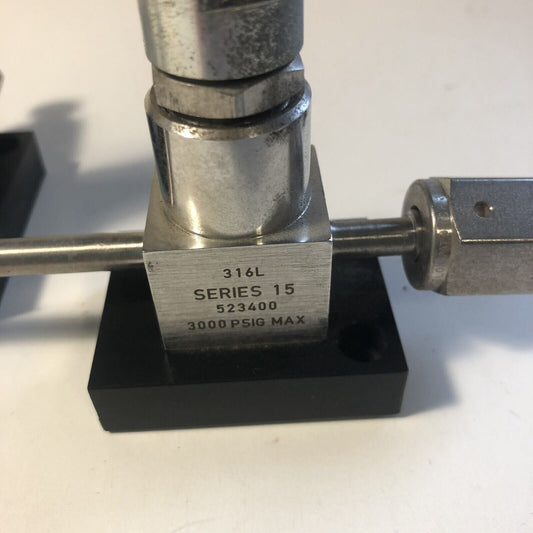 316L
SERIES 15
523400
3000 PSIG MAX